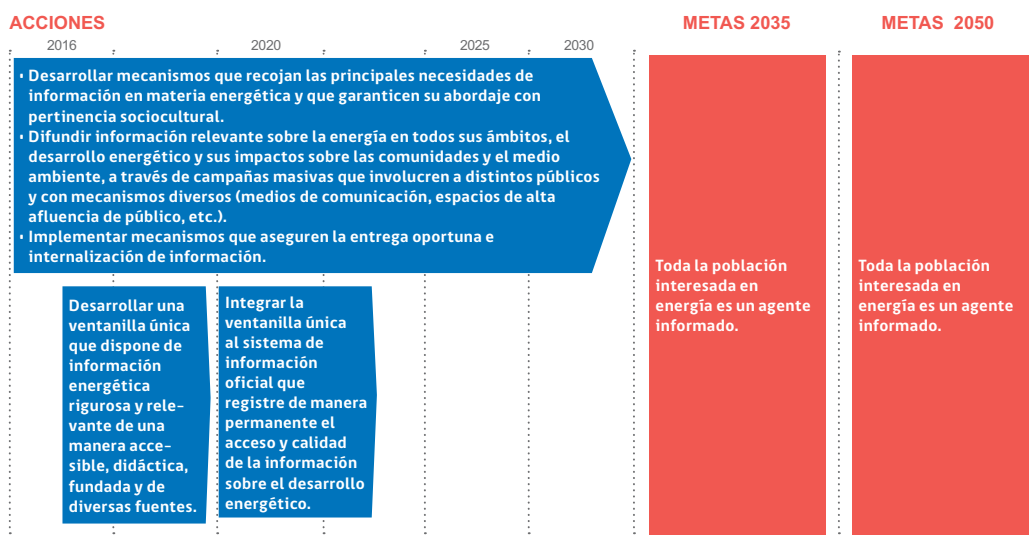 ACCIONES
METAS 2035
METAS 2050
2016
2020
2025
2030
· Desarrollar mecanismos que recojan las principales necesidades de
información en materia energética y que garanticen su abordaje con
pertinencia sociocultural.
· Difundir información relevante sobre la energía en todos sus ámbitos, el
desarrollo energético y sus impactos sobre las comunidades y el medio
ambiente, a través de campañas masivas que involucren a distintos públicos
y con mecanismos diversos (medios de comunicación, espacios de alta
afluencia de público, etc.).
· Implementar mecanismos que aseguren la entrega oportuna e
internalización de información.
Desarrollar una
ventanilla única
que dispone de
información
energética
rigurosa y rele-
vante de una
manera acce-
sible, didáctica,
fundada y de
diversas fuentes.
Integrar la
ventanilla única
al sistema de
información
oficial que
registre de manera
permanente el
acceso y calidad
de la información
sobre el desarrollo
energético.
Toda la población
interesada en
energía es un agente
informado.
Toda la población
interesada en
energía es un agente
informado.